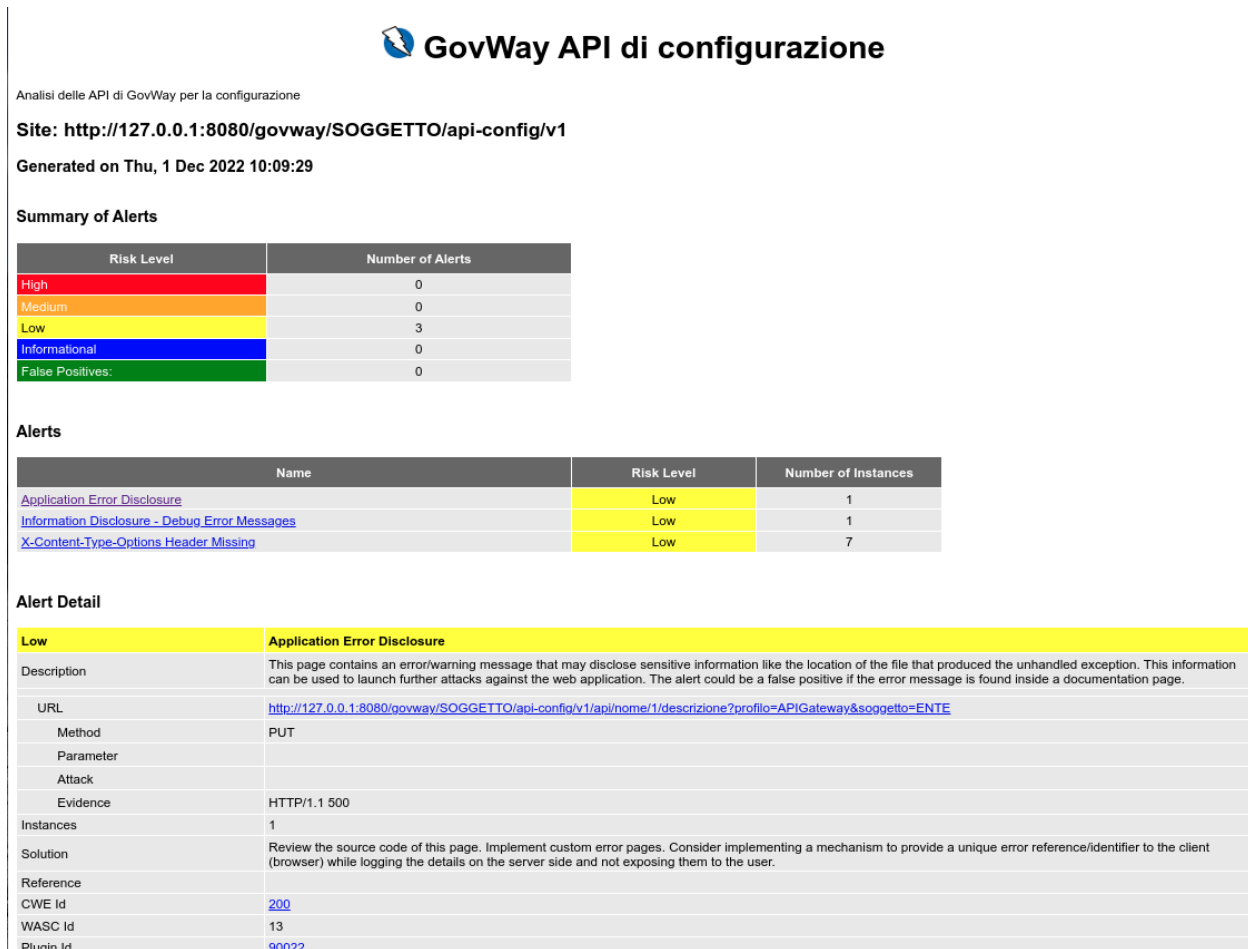 GovWay API di configurazione
Analisi delle API di GovWay per la configurazione
Site: http://127.0.0.1:8080/govway/SOGGETTO/api-config/v1
Generated on Thu, 1 Dec 2022 10:09:29
Summary of Alerts
Risk Level Number of Alerts
High 0
Medium 0
Low 3
Informational 0
False Positives: 0
Alerts
Name Risk Level Number of Instances
Application Error Disclosure Low 1
Information Disclosure - Debug Error Messages Low 1
X-Content-Type-Options Header Missing Low 7
Alert Detail
Low Application Error Disclosure
Description This page contains an error/warning message that may disclose sensitive information like the location of the file that produced the unhandled exception. This information
can be used to launch further attacks against the web application. The alert could be a false positive if the error message is found inside a documentation page.
URL http://127.0.0.1:8080/govway/SOGGETTO/api-config/v1/api/nome/1/descrizione?profilo=APIGateway&soggetto=ENTE
Method PUT
Parameter
Attack
Evidence HTTP/1.1 500
Instances 1
Solution Review the source code of this page. Implement custom error pages. Consider implementing a mechanism to provide a unique error reference/identifier to the client
(browser) while logging the details on the server side and not exposing them to the user.
Reference
CWE Id 200
WASC Id 13
Plugin Id 90022